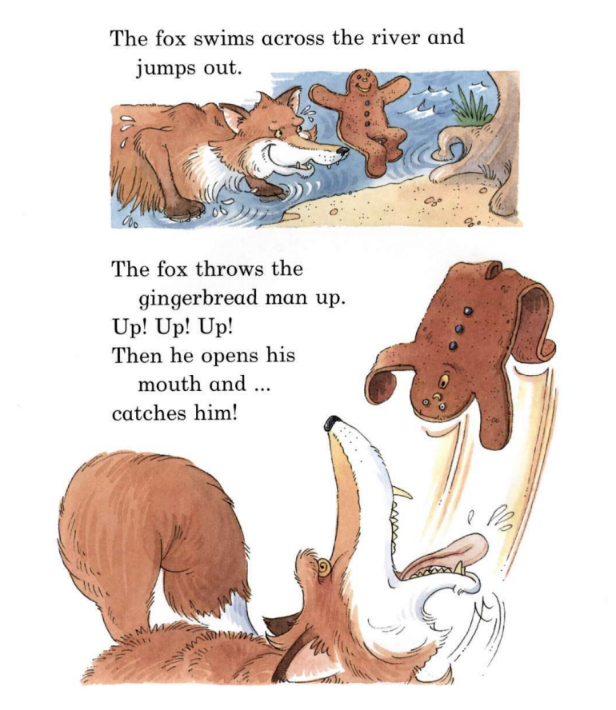 The fox swims across the river and
jumps out.
The fox throws the
gingerbread man up.
Up! Up! Up!
Then he opens his
mouth and ...
catches him!